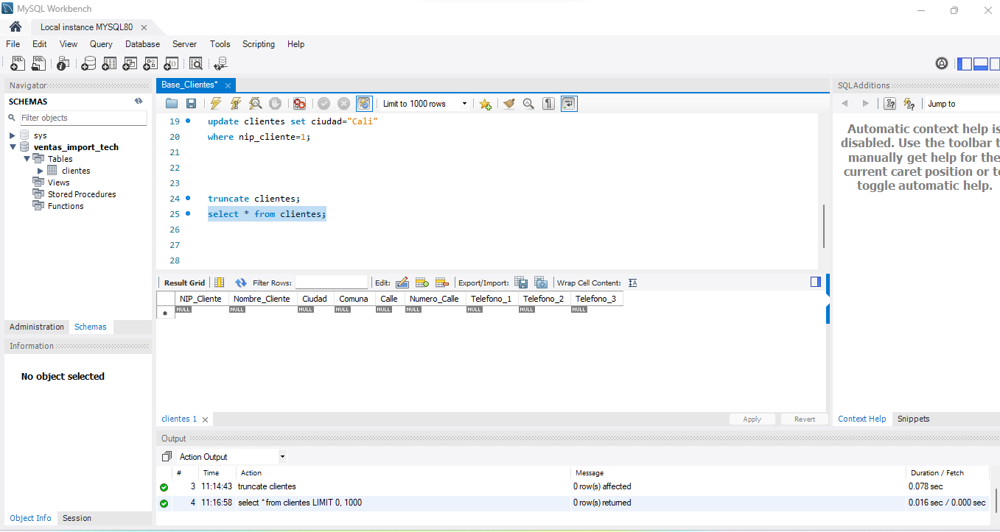 MySQL Workbench
Local instance MYSQL80
File Edit View Query Database Server Tools Scripting Help
Navigator
SCHEMAS
Filter objects
sys
ventas_import_tech
Tables
clientes
Views
Stored Procedures
Functions
Administration Schemas
Information
No object selected
Object Info Session
Base_Clientes*
Limit to 1000 rows
19 update clientes set ciudad="Cali"
20 where nip_cliente=1;
21
22
23
24 truncate clientes;
25 select * from clientes;
26
27
28
Result Grid Filter Rows: Edit: Export/Import: Wrap Cell Content:
NIP_Cliente Nombre_Cliente Ciudad Comuna Calle Numero_Calle Telefono_1 Telefono_2 Telefono_3
NULL NULL NULL NULL NULL NULL NULL NULL NULL
clientes 1
Apply Revert
SQLAdditions
Jump to
Automatic context help is
disabled. Use the toolbar t
manually get help for the
current caret position or to
toggle automatic help.
Context Help Snippets
Output
Action Output
# Time Action Message Duration / Fetch
3 11:14:43 truncate clientes 0 row(s) affected 0.078 sec
4 11:16:58 select * from clientes LIMIT 0, 1000 0 row(s) returned 0.016 sec / 0.000 sec